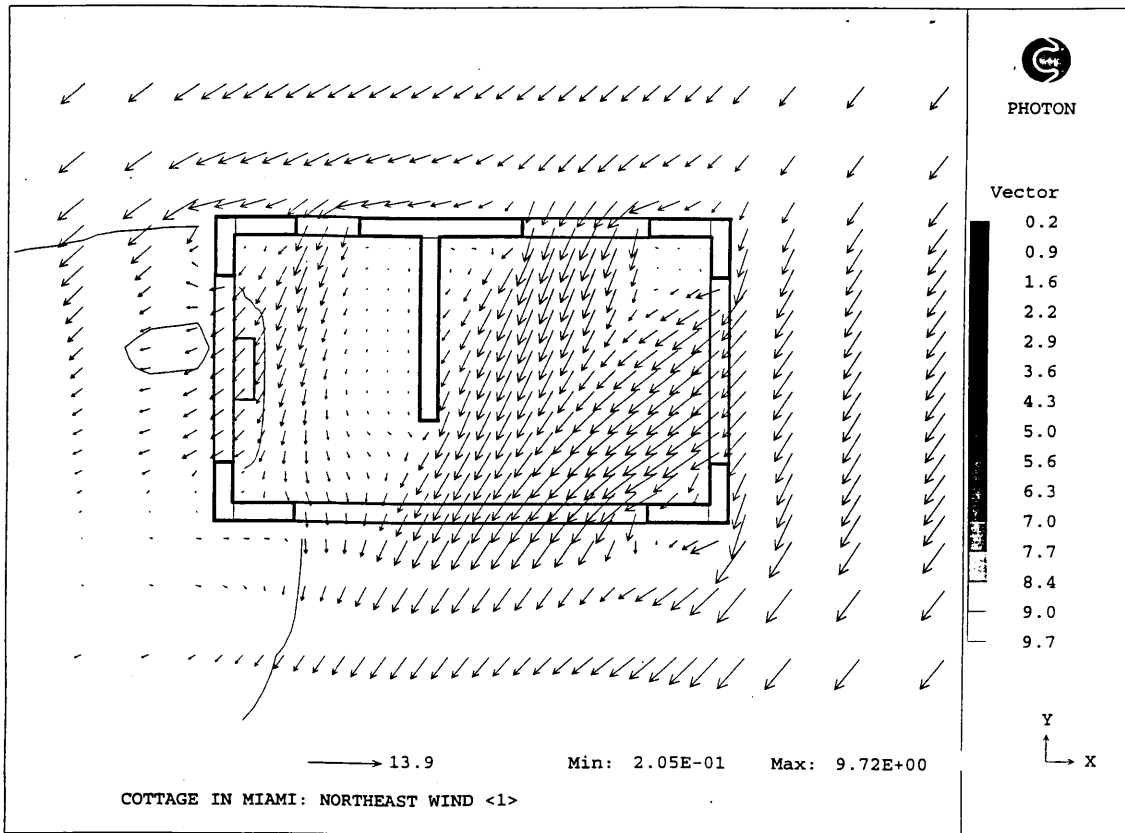 PHOTON
Vector
0.2
0.9
1.6
2.2
2.9
3.6
4.3
5.0
5.6
6.3
7.0
7.7
8.4
9.0
9.7
Y
X
13.9 Min: 2.05E-01 Max: 9.72E+00
COTTAGE IN MIAMI: NORTHEAST WIND <1>